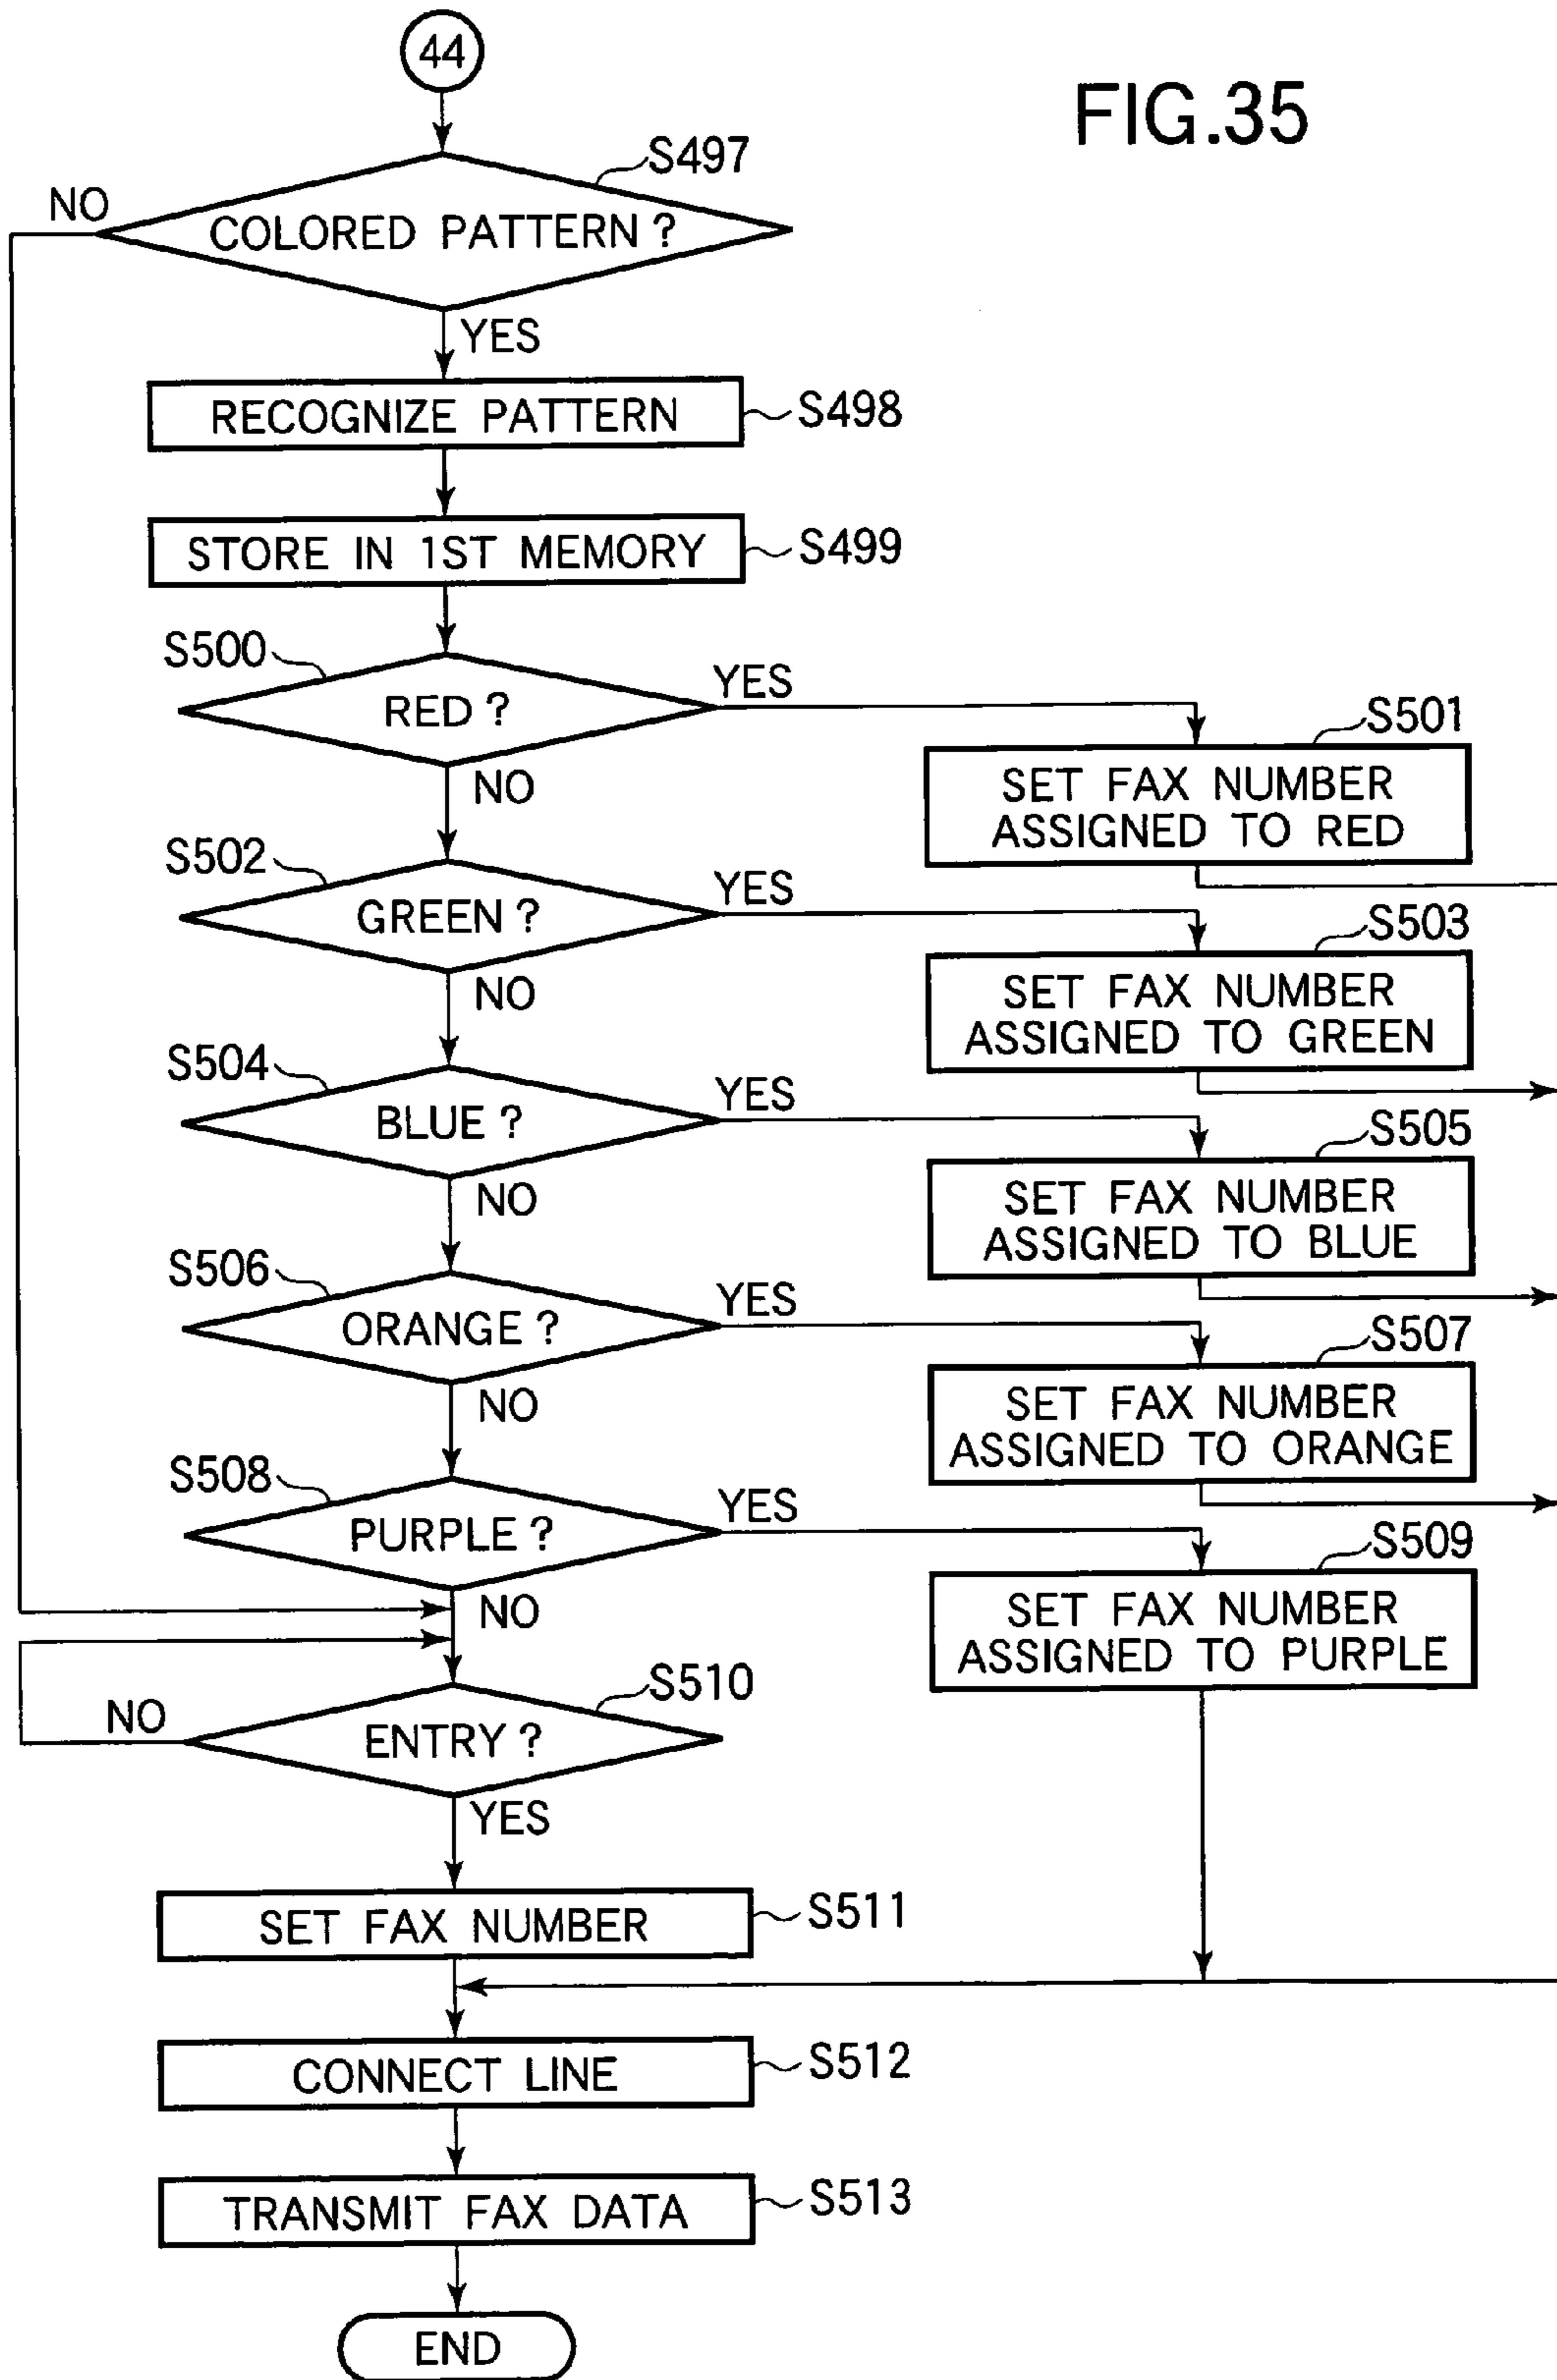 44
FIG.35
S497
NO
COLORED PATTERN ?
YES
RECOGNIZE PATTERN
S498
STORE IN 1ST MEMORY
S499
S500
RED ?
YES
NO
S501
SET FAX NUMBER
ASSIGNED TO RED
S502
GREEN ?
YES
NO
S503
SET FAX NUMBER
ASSIGNED TO GREEN
S504
BLUE ?
YES
NO
S505
SET FAX NUMBER
ASSIGNED TO BLUE
S506
ORANGE ?
YES
NO
S507
SET FAX NUMBER
ASSIGNED TO ORANGE
S508
PURPLE ?
YES
NO
S509
SET FAX NUMBER
ASSIGNED TO PURPLE
S510
NO
ENTRY ?
YES
SET FAX NUMBER
S511
CONNECT LINE
S512
TRANSMIT FAX DATA
S513
END